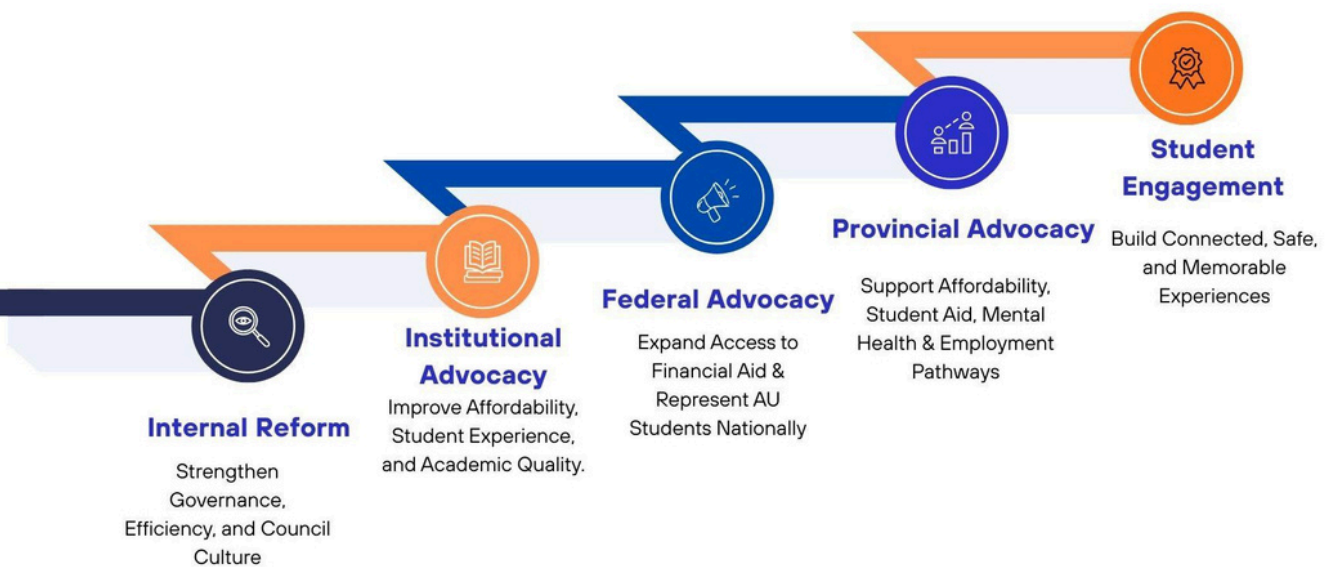 Internal Reform
Strengthen
Governance,
Efficiency, and Council
Culture
Institutional
Advocacy
Improve Affordability,
Student Experience,
and Academic Quality.
Federal Advocacy
Expand Access to
Financial Aid &
Represent AU
Students Nationally
Provincial Advocacy
Support Affordability,
Student Aid, Mental
Health & Employment
Pathways
Student
Engagement
Build Connected, Safe,
and Memorable
Experiences